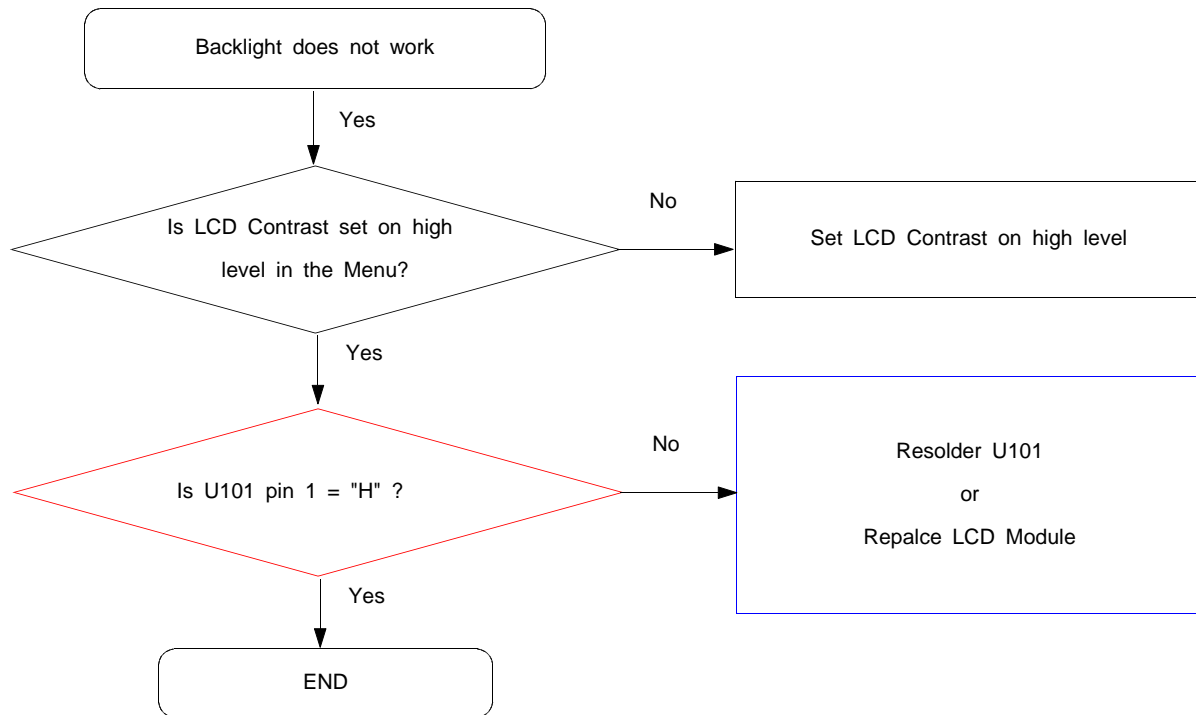 Backlight does not work
Yes
Is LCD Contrast set on high
level in the Menu?
No
Set LCD Contrast on high level
Yes
Is U101 pin 1 = "H" ?
No
Resolder U101
or
Repalce LCD Module
Yes
END